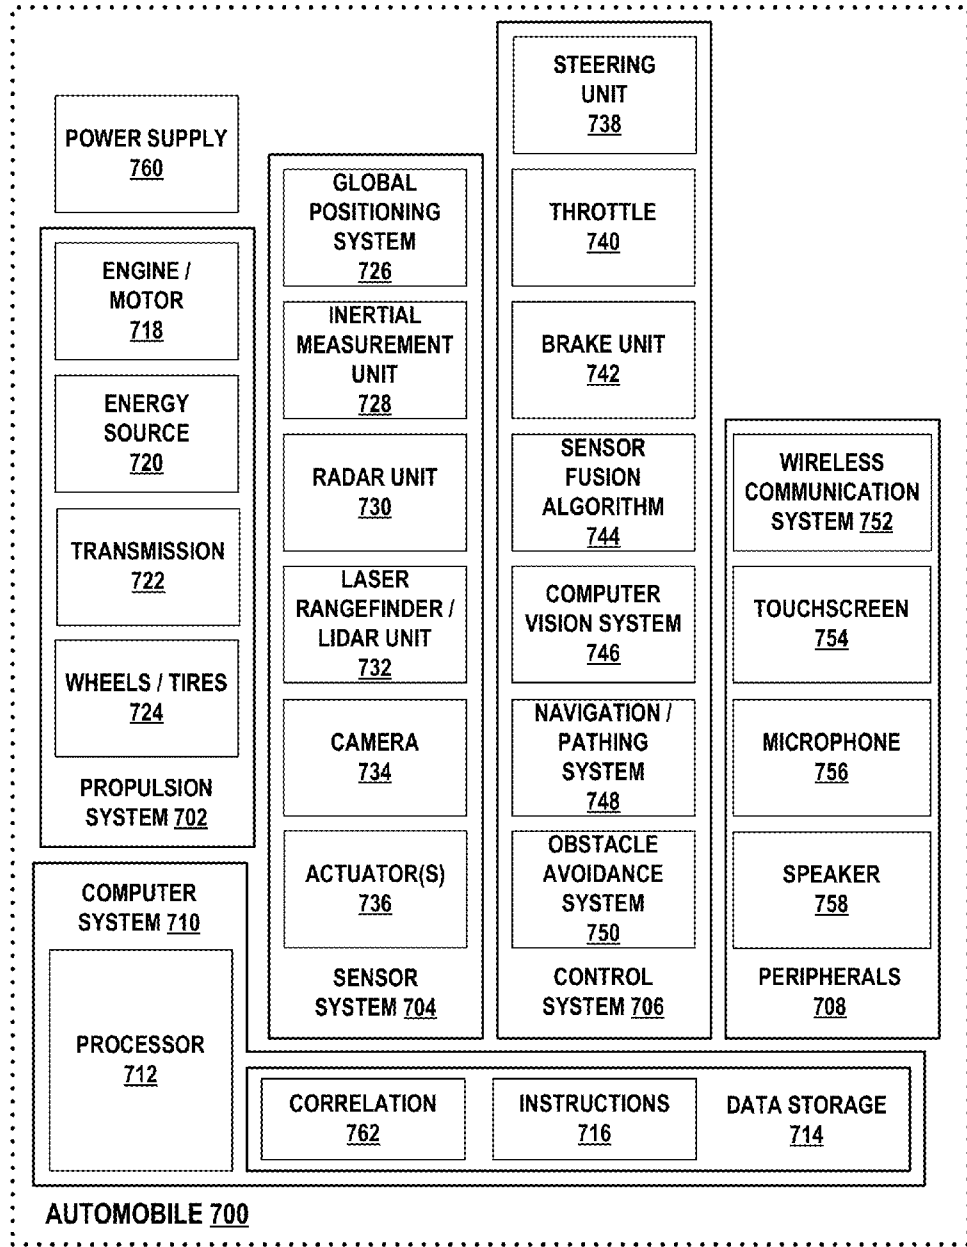 POWER SUPPLY
760
ENGINE /
MOTOR
718
ENERGY
SOURCE
720
TRANSMISSION
722
WHEELS / TIRES
724
PROPULSION
SYSTEM 702
GLOBAL
POSITIONING
SYSTEM
726
INERTIAL
MEASUREMENT
UNIT
728
RADAR UNIT
730
LASER
RANGEFINDER /
LIDAR UNIT
732
CAMERA
734
ACTUATOR(S)
736
SENSOR
SYSTEM 704
STEERING
UNIT
738
THROTTLE
740
BRAKE UNIT
742
SENSOR
FUSION
ALGORITHM
744
COMPUTER
VISION SYSTEM
746
NAVIGATION /
PATHING
SYSTEM
748
OBSTACLE
AVOIDANCE
SYSTEM
750
CONTROL
SYSTEM 706
WIRELESS
COMMUNICATION
SYSTEM 752
TOUCHSCREEN
754
MICROPHONE
756
SPEAKER
758
PERIPHERALS
708
COMPUTER
SYSTEM 710
PROCESSOR
712
CORRELATION
762
INSTRUCTIONS
716
DATA STORAGE
714
AUTOMOBILE 700